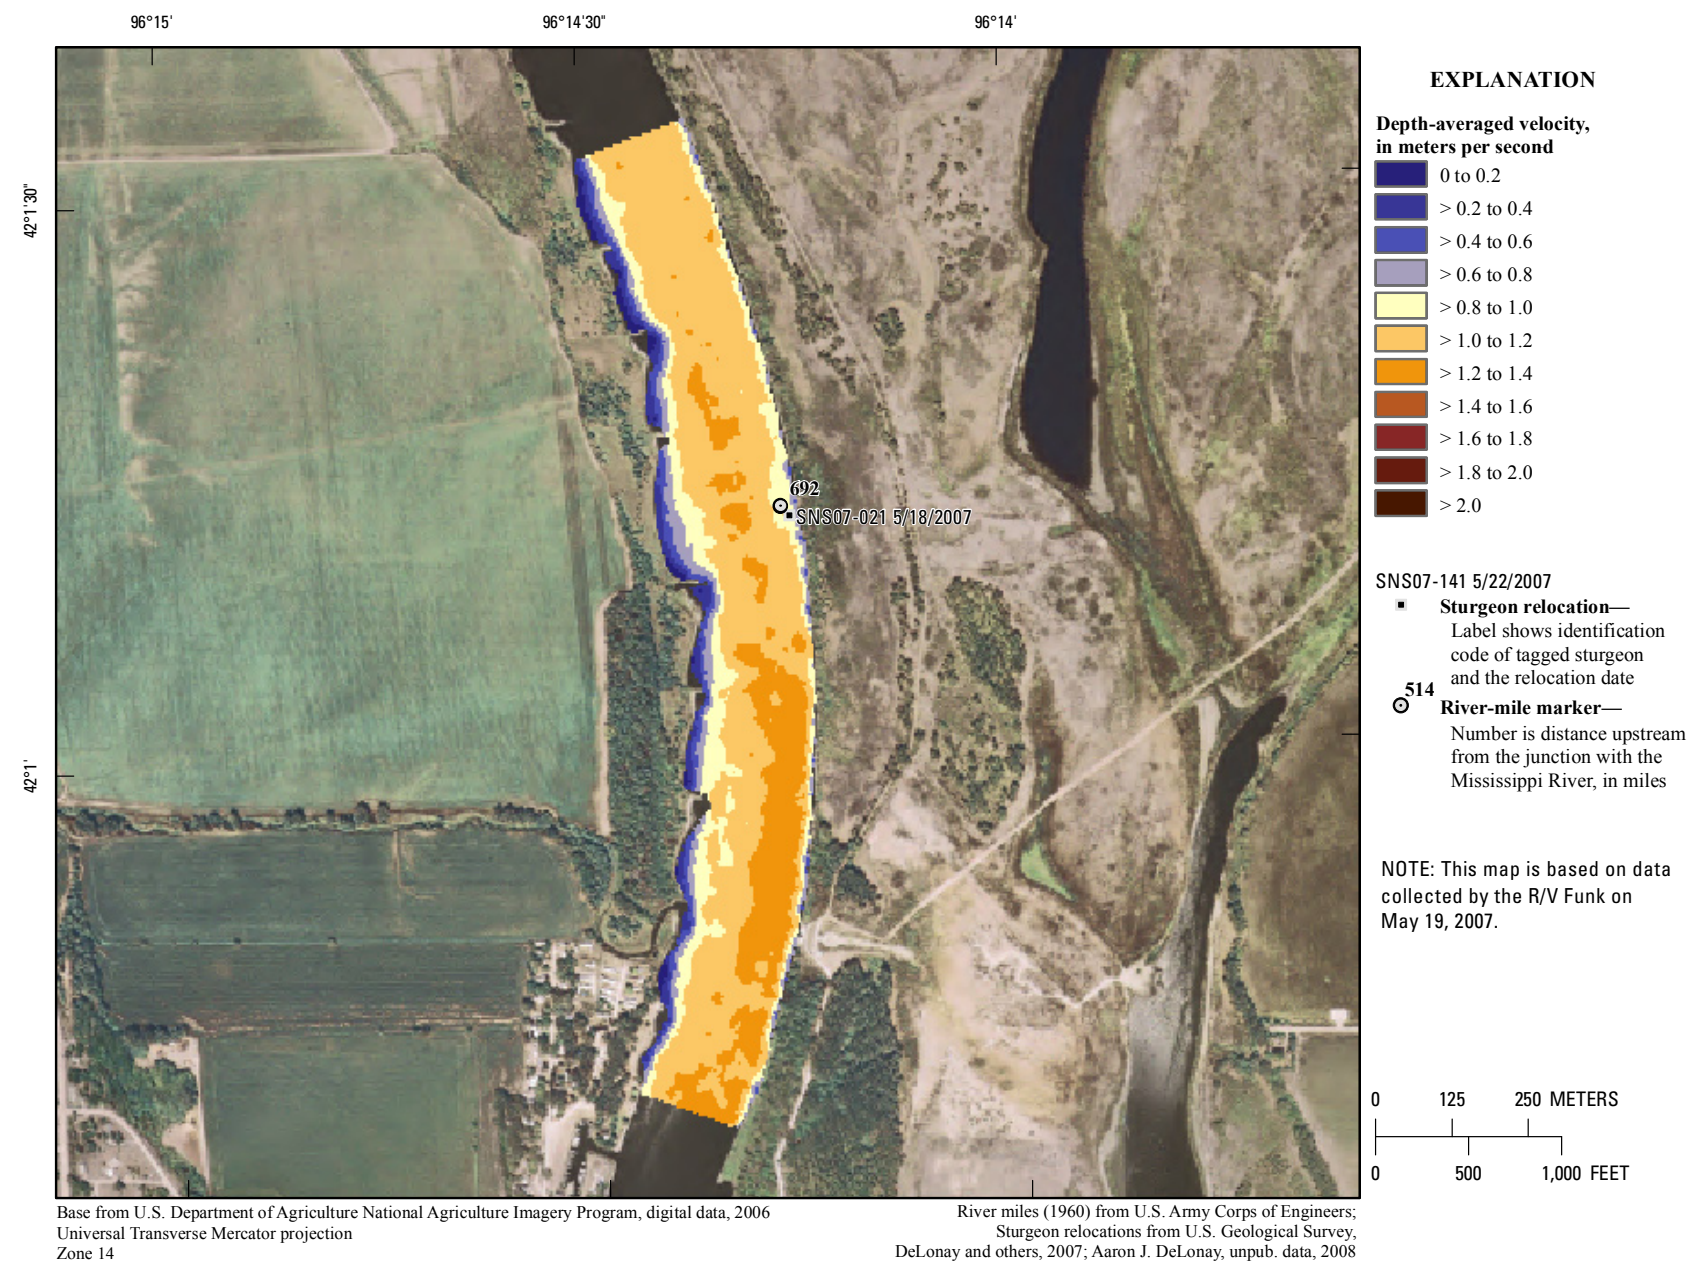 96°15'
96°14'30"
96°14'
42°1'30"
42°1'
692
SNS07-021 5/18/2007
EXPLANATION
Depth-averaged velocity,
in meters per second
0 to 0.2
> 0.2 to 0.4
> 0.4 to 0.6
> 0.6 to 0.8
> 0.8 to 1.0
> 1.0 to 1.2
> 1.2 to 1.4
> 1.4 to 1.6
> 1.6 to 1.8
> 1.8 to 2.0
> 2.0
SNS07-141 5/22/2007
Sturgeon relocation—
Label shows identification
code of tagged sturgeon
and the relocation date
514
River-mile marker—
Number is distance upstream
from the junction with the
Mississippi River, in miles
NOTE: This map is based on data
collected by the R/V Funk on
May 19, 2007.
0 125 250 METERS
0 500 1,000 FEET
Base from U.S. Department of Agriculture National Agriculture Imagery Program, digital data, 2006
Universal Transverse Mercator projection
Zone 14
River miles (1960) from U.S. Army Corps of Engineers;
Sturgeon relocations from U.S. Geological Survey,
DeLonay and others, 2007; Aaron J. DeLonay, unpub. data, 2008